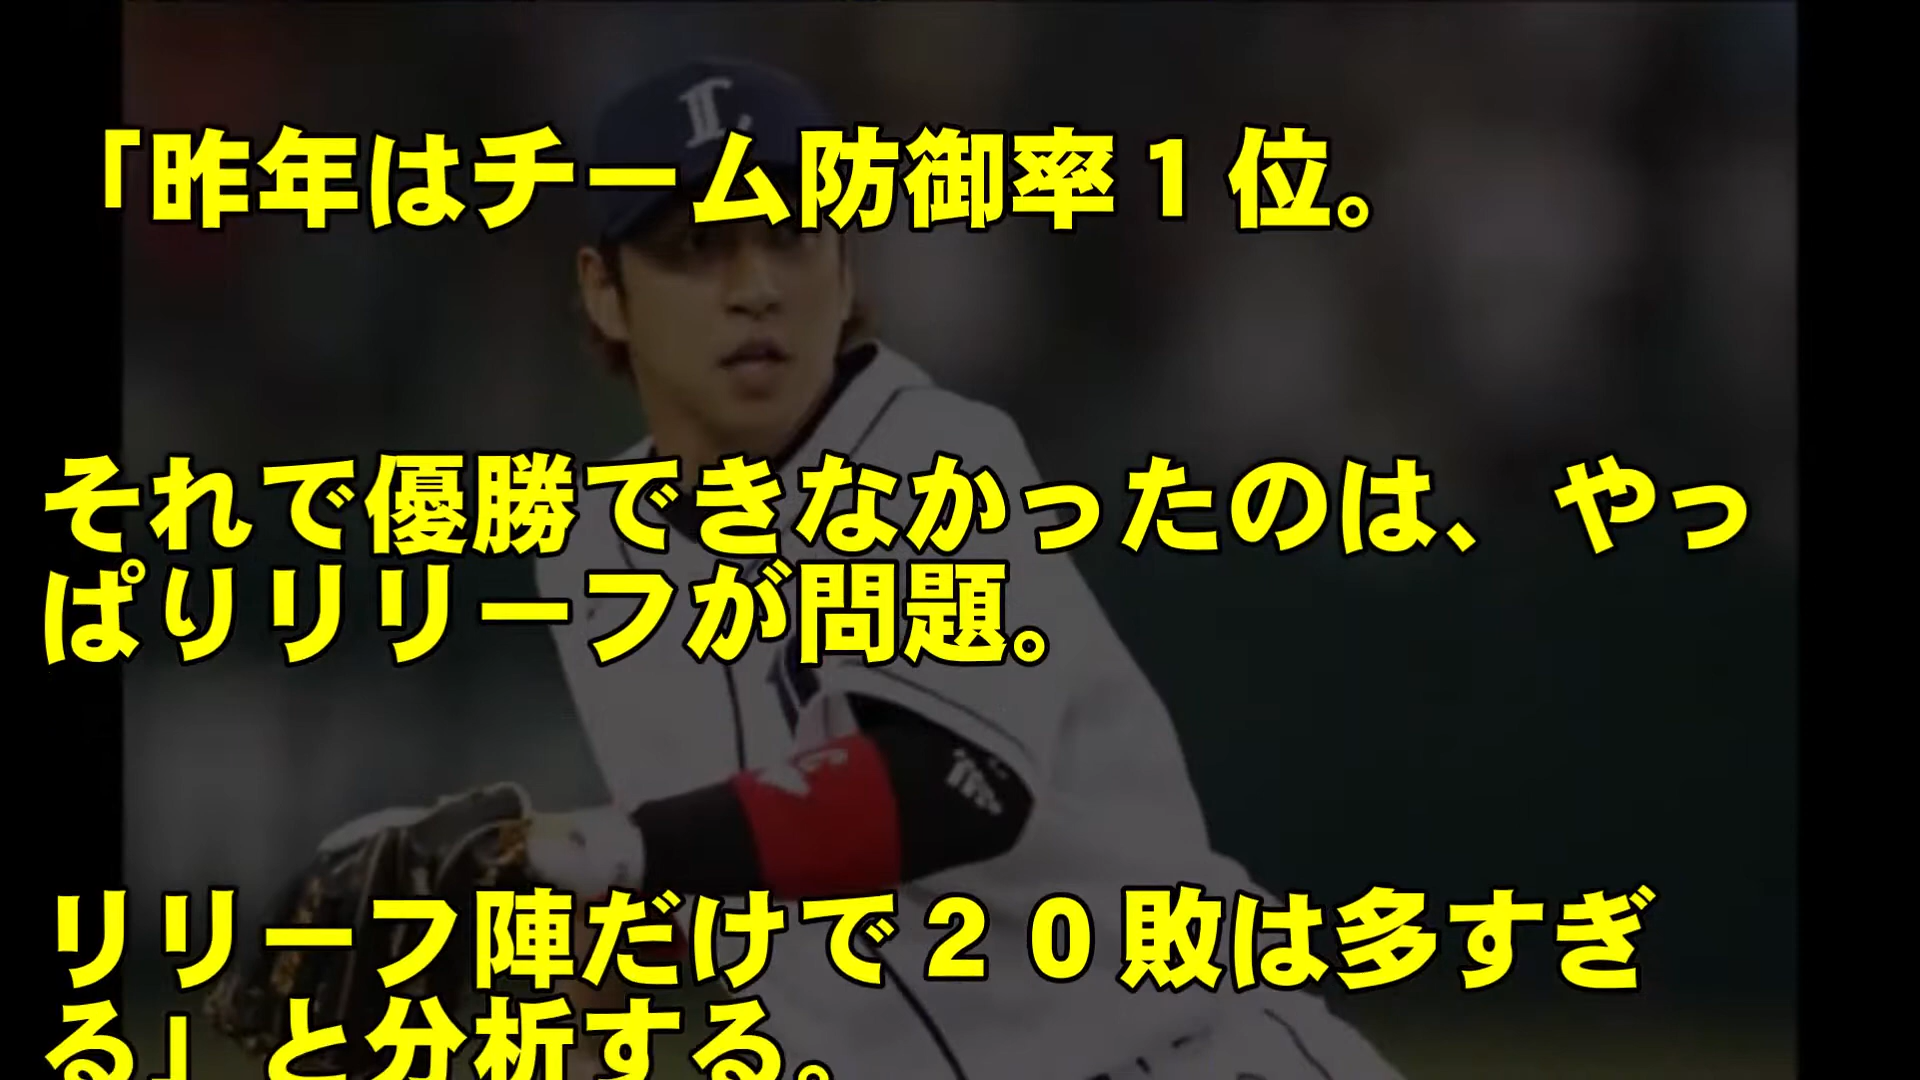 「昨年はチーム防御率１位。
それで優勝できなかったのは、やっ
ぱりリリーフが問題。
リリーフ陣だけで２０敗は多すぎ
る」と分析する。
L